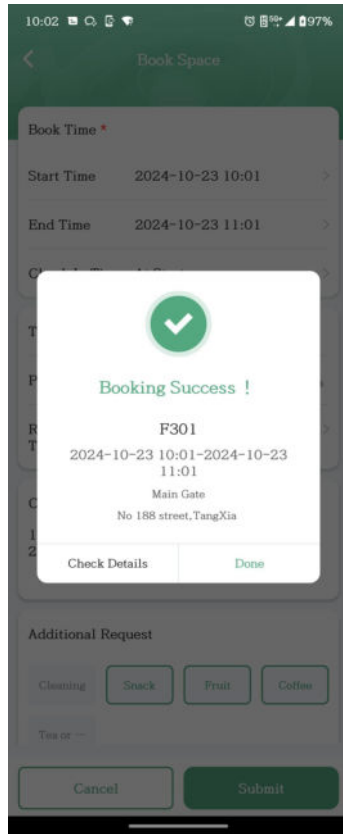 10:02
97%
Book Space
Book Time *
Start Time 2024-10-23 10:01
End Time 2024-10-23 11:01
Booking Success !
F301
2024-10-23 10:01-2024-10-23
11:01
Main Gate
No 188 street,TangXia
Check Details Done
Additional Request
Cleaning Snack Fruit Coffee
Tea or ···
Cancel Submit